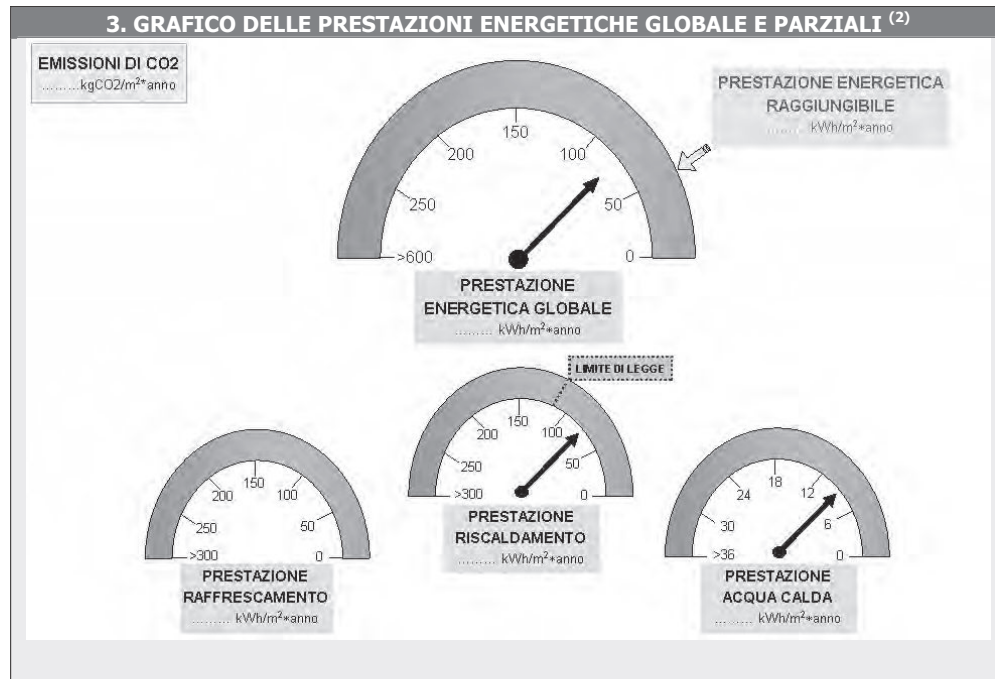 3. GRAFICO DELLE PRESTAZIONI ENERGETICHE GLOBALE E PARZIALI (2)
EMISSIONI DI CO2
.........kgCO2/m²*anno
PRESTAZIONE ENERGETICA
RAGGIUNGIBILE
......... kWh/m²*anno
>600
250
200
150
100
50
0
PRESTAZIONE
ENERGETICA GLOBALE
......... kWh/m²*anno
LIMITE DI LEGGE
>300
250
200
150
100
50
0
PRESTAZIONE
RAFFRESCAMENTO
......... kWh/m²*anno
>300
250
200
150
100
50
0
PRESTAZIONE
RISCALDAMENTO
......... kWh/m²*anno
>36
30
24
18
12
6
0
PRESTAZIONE
ACQUA CALDA
......... kWh/m²*anno